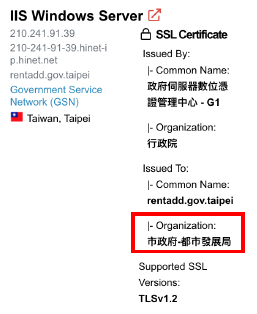 IIS Windows Server
210.241.91.39
210-241-91-39.hinet-i
p.hinet.net
rentadd.gov.taipei
Government Service
Network (GSN)
Taiwan, Taipei
SSL Certificate
Issued By:
|- Common Name:
政府伺服器數位憑
證管理中心 - G1
|- Organization:
行政院
Issued To:
|- Common Name:
rentadd.gov.taipei
|- Organization:
市政府-都市發展局
Supported SSL
Versions:
TLSv1.2